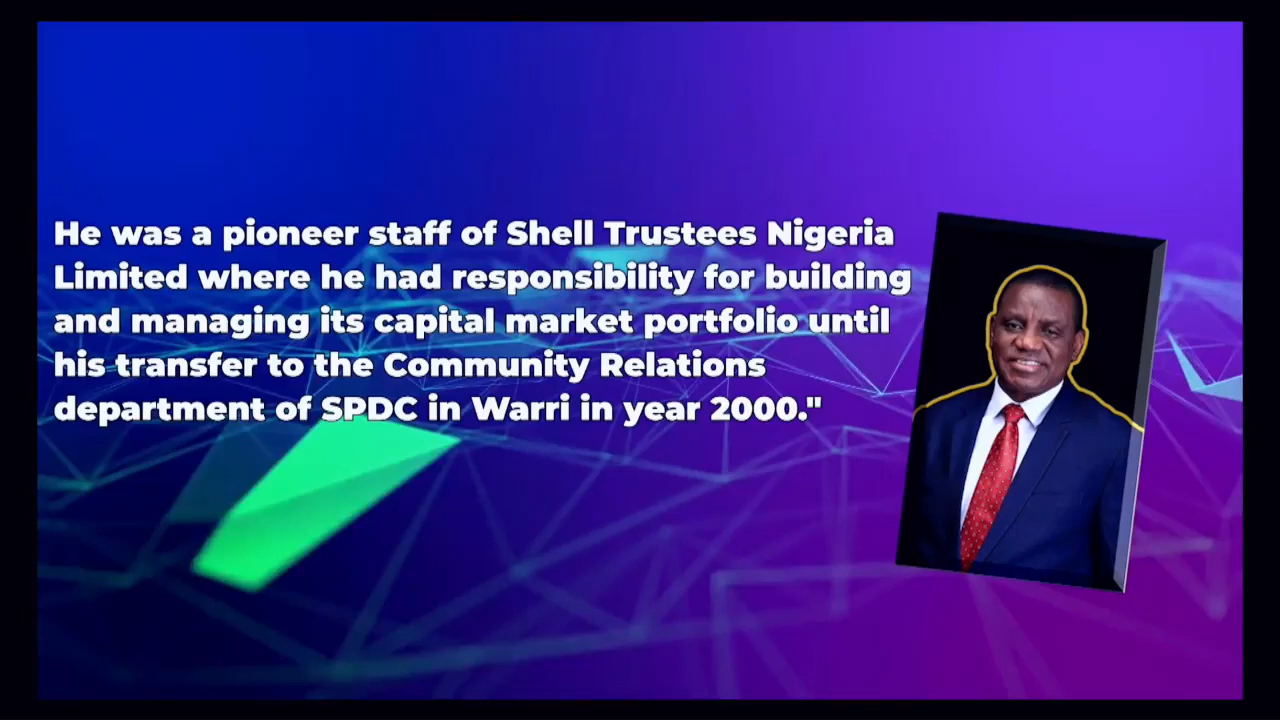 He was a pioneer staff of Shell Trustees Nigeria
Limited where he had responsibility for building
and managing its capital market portfolio until
his transfer to the Community Relations
department of SPDC in Warri in year 2000."